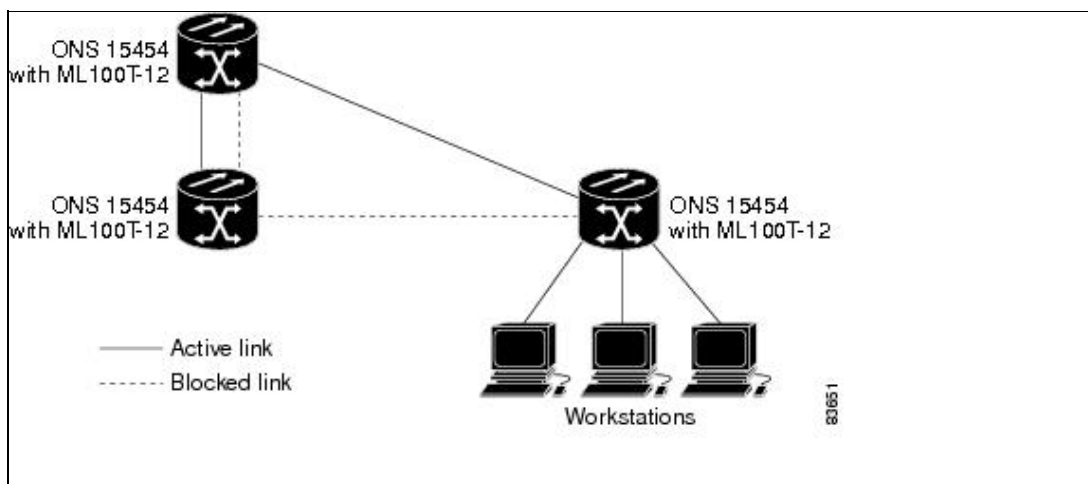 ONS 15454
with ML100T-12
ONS 15454
with ML100T-12
ONS 15454
with ML100T-12
Active link
Blocked link
Workstations
83651